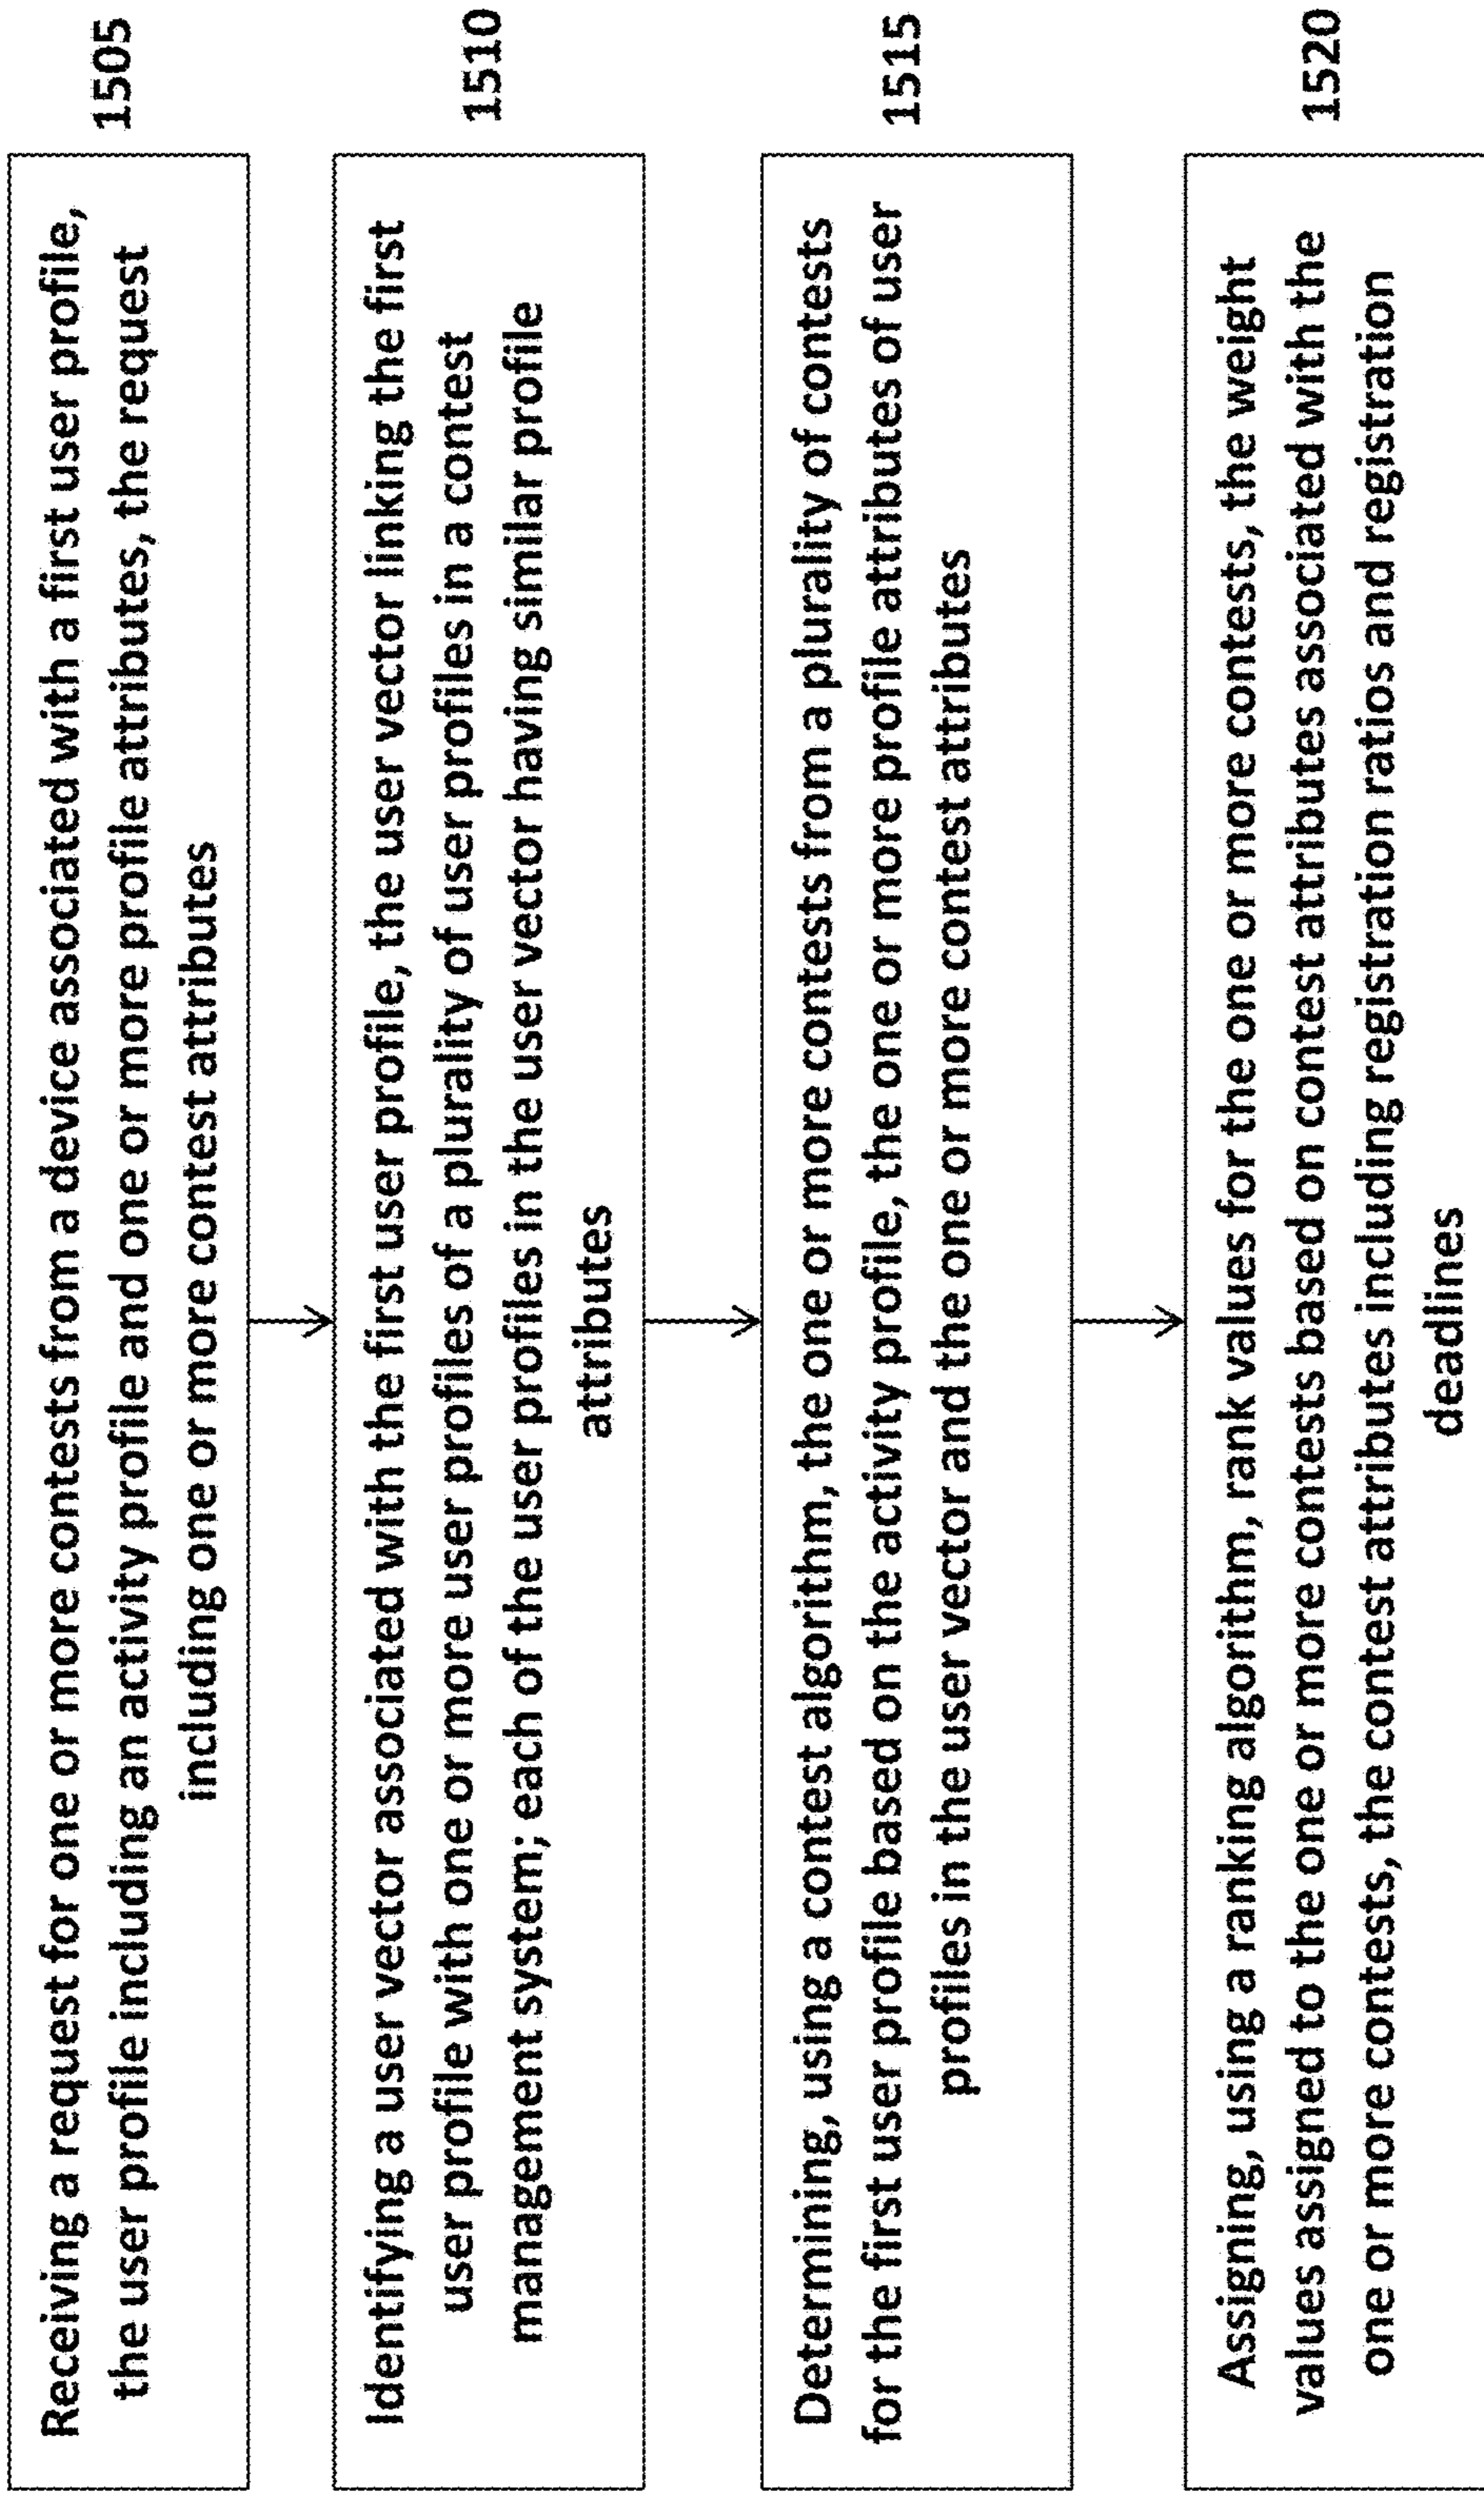 Receiving a request for one or more contests from a device associated with a first user profile,
the user profile including an activity profile and one or more profile attributes, the request
including one or more contest attributes
1505
Identifying a user vector associated with the first user profile, the user vector linking the first
user profile with one or more user profiles of a plurality of user profiles in a contest
management system; each of the user profiles in the user vector having similar profile
attributes
1510
Determining, using a contest algorithm, the one or more contests from a plurality of contests
for the first user profile based on the activity profile, the one or more profile attributes of user
profiles in the user vector and the one or more contest attributes
1515
Assigning, using a ranking algorithm, rank values for the one or more contests, the weight
values assigned to the one or more contests based on contest attributes associated with the
one or more contests, the contest attributes including registration ratios and registration
deadlines
1520